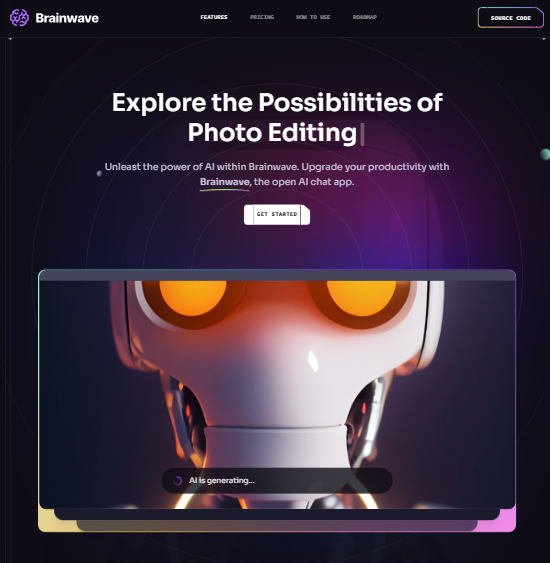 Brainwave
FEATURES
PRICING
HOW TO USE
ROADMAP
SOURCE CODE
Explore the Possibilities of
Photo Editing|
Unleast the power of AI within Brainwave. Upgrade your productivity with
Brainwave, the open AI chat app.
GET STARTED
AI is generating...